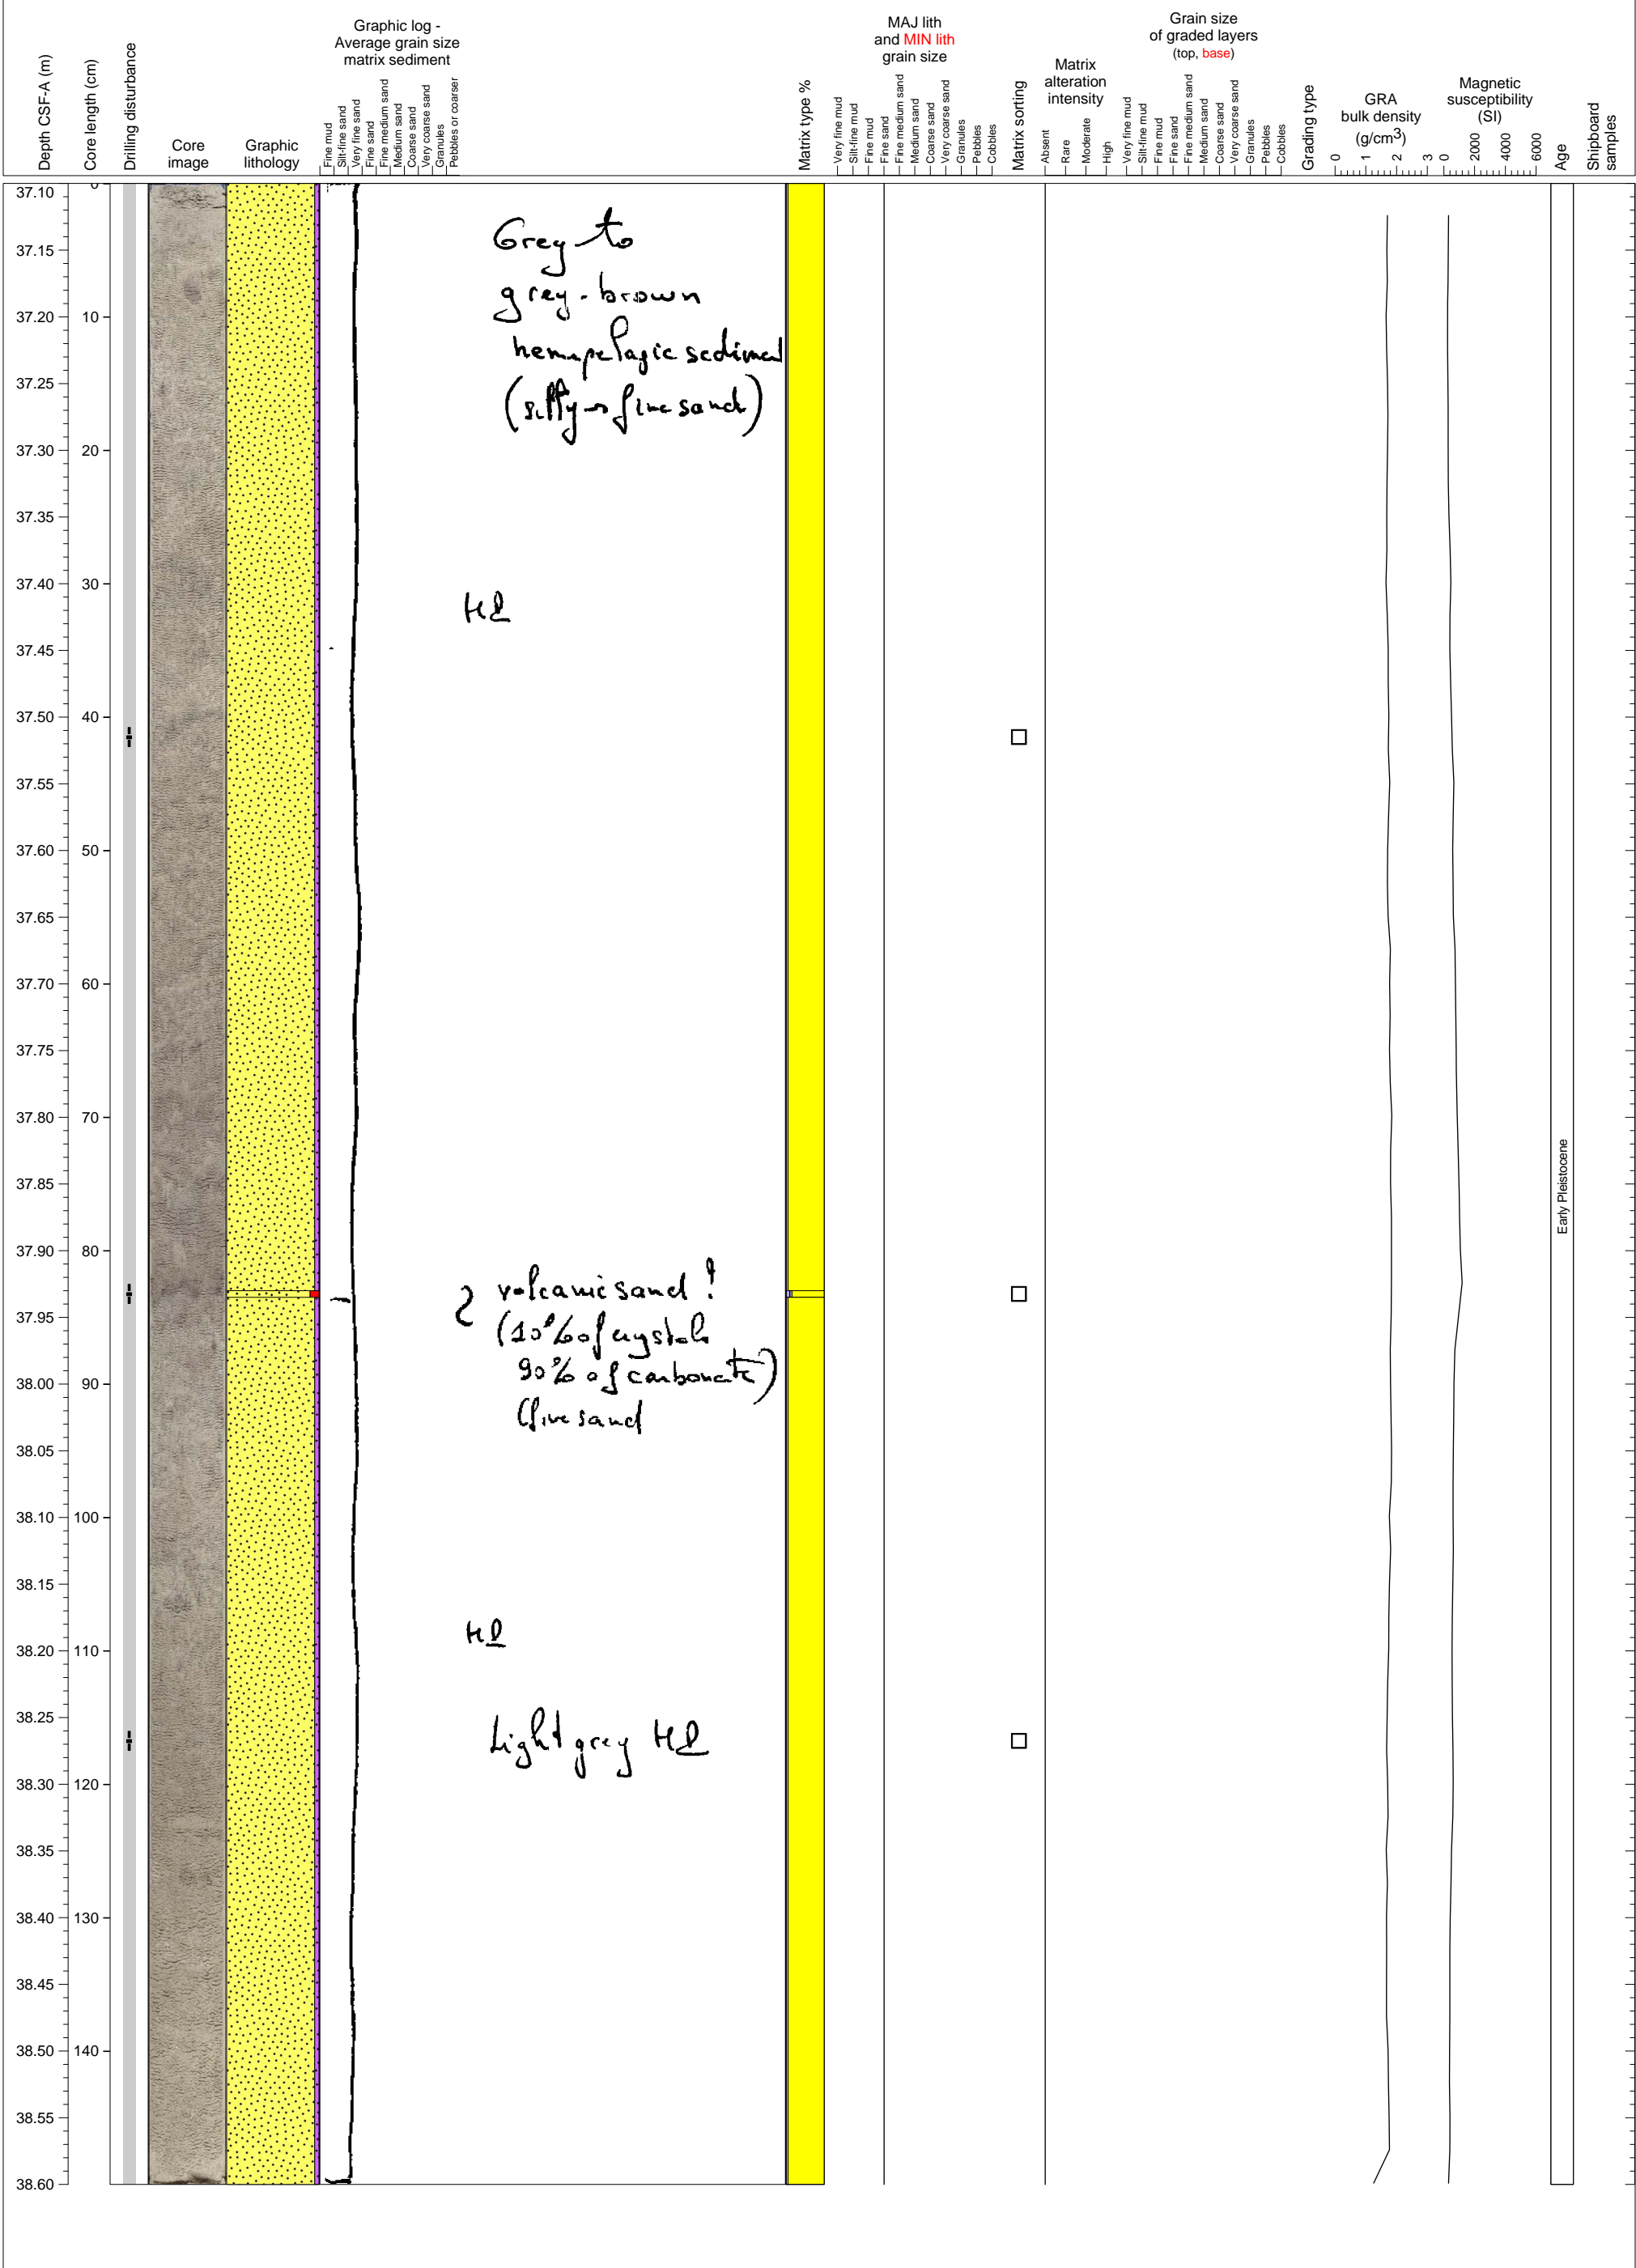 Depth CSF-A (m)
Core length (cm)
Drilling disturbance
Core
image
Graphic
lithology
Graphic log -
Average grain size
matrix sediment
Fine mud
Silt-fine sand
Very fine sand
Fine sand
Fine medium sand
Medium sand
Coarse sand
Very coarse sand
Granules
Pebbles or coarser
Matrix type %
MAJ lith
and MIN lith
grain size
Very fine mud
Silt-fine mud
Fine mud
Fine sand
Fine medium sand
Medium sand
Coarse sand
Very coarse sand
Granules
Pebbles
Cobbles
Matrix sorting
Matrix
alteration
intensity
Absent
Rare
Moderate
High
Grain size
of graded layers
(top, base)
Very fine mud
Silt-fine mud
Fine mud
Fine sand
Fine medium sand
Medium sand
Coarse sand
Very coarse sand
Granules
Pebbles
Cobbles
Grading type
GRA
bulk density
(g/cm3)
0 1 2 3
Magnetic
susceptibility
(SI)
0 2000 4000 6000
Age
Shipboard
samples
37.10 0
37.15
37.20 10
37.25
37.30 20
37.35
37.40 30
37.45
37.50 40
37.55
37.60 50
37.65
37.70 60
37.75
37.80 70
37.85
37.90 80
37.95
38.00 90
38.05
38.10 100
38.15
38.20 110
38.25
38.30 120
38.35
38.40 130
38.45
38.50 140
38.55
38.60
Grey to
grey-brown
hemipelagic sediment
(silty → fine sand)
volcanic sand!
(10% of crystals
90% of carbonate)
(fine sand
Light grey
Early Pleistocene